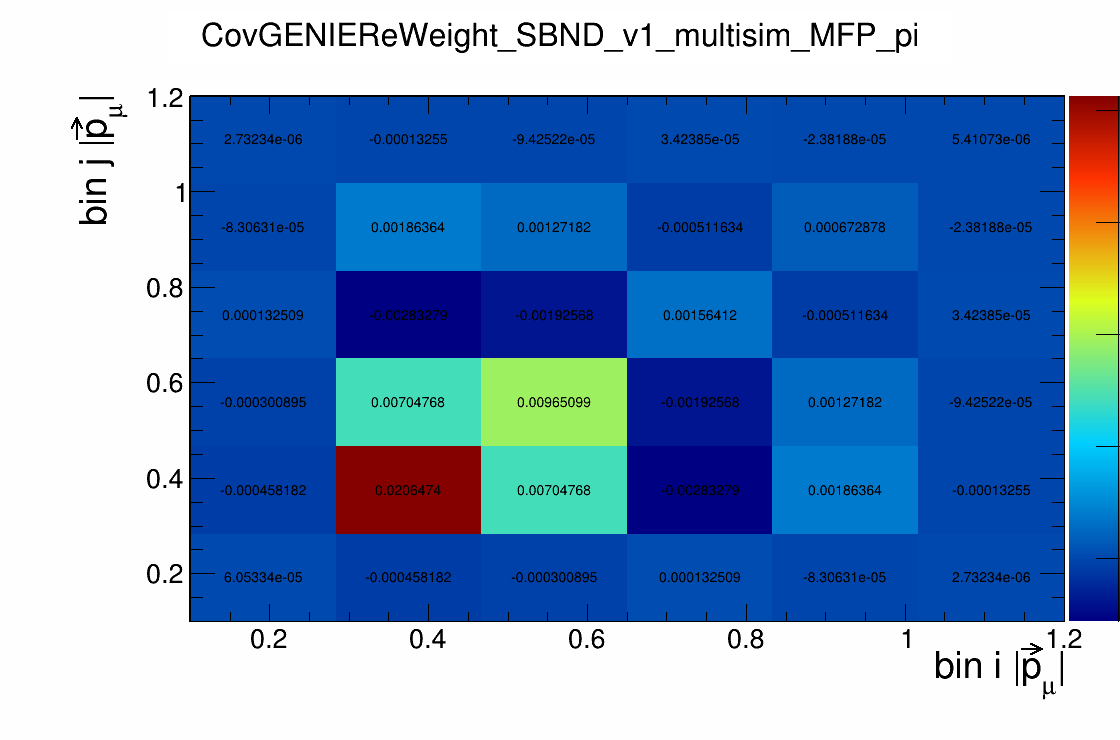 CovGENIEReWeight_SBND_v1_multisim_MFP_pi
bin j |p⃗μ|
1.2
2.73234e-06 -0.00013255 -9.42522e-05 3.42385e-05 -2.38188e-05 5.41073e-06
1
-8.30631e-05 0.00186364 0.00127182 -0.000511634 0.000672878 -2.38188e-05
0.8
0.000132509 -0.00283279 -0.00192568 0.00156412 -0.000511634 3.42385e-05
0.6
-0.000300895 0.00704768 0.00965099 -0.00192568 0.00127182 -9.42522e-05
0.4
-0.000458182 0.0206474 0.00704768 -0.00283279 0.00186364 -0.00013255
0.2
6.05334e-05 -0.000458182 -0.000300895 0.000132509 -8.30631e-05 2.73234e-06
0.2 0.4 0.6 0.8 1 1.2
bin i |p⃗μ|